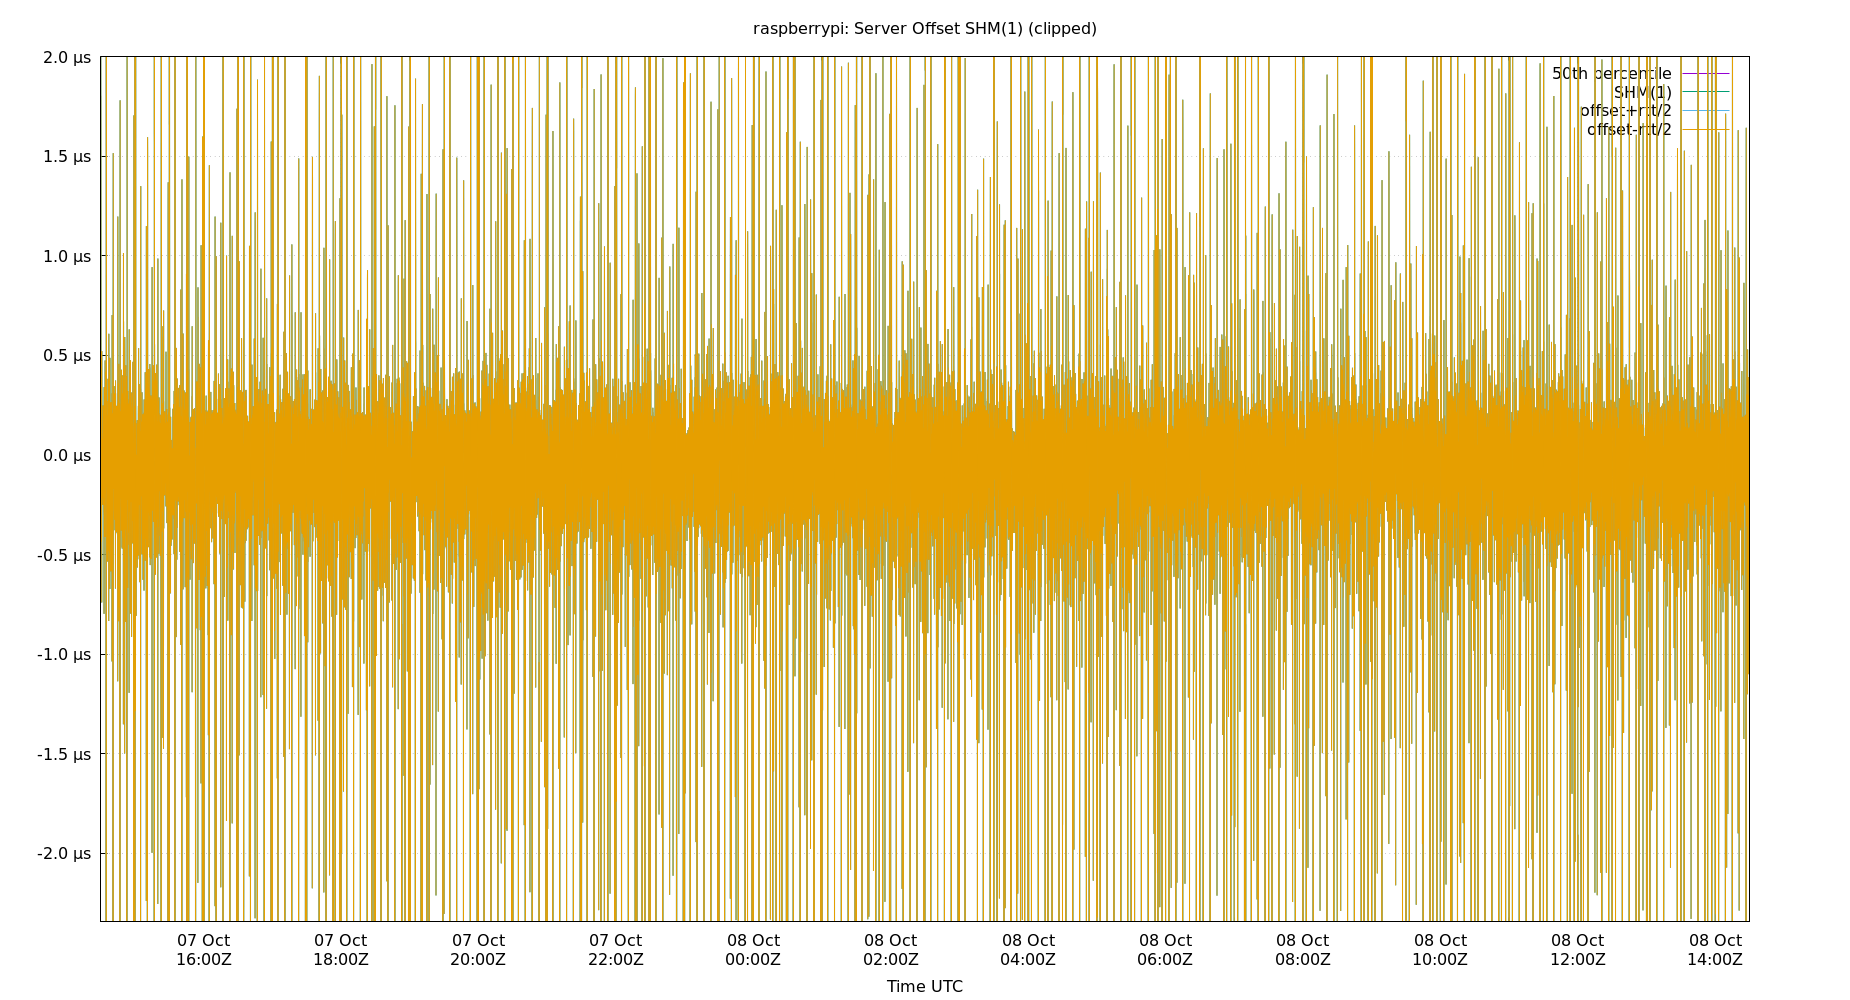 raspberrypi: Server Offset SHM(1) (clipped)
2.0 µs
1.5 µs
1.0 µs
0.5 µs
0.0 µs
-0.5 µs
-1.0 µs
-1.5 µs
-2.0 µs
50th percentile
SHM(1)
offset+rtt/2
offset-rtt/2
07 Oct 07 Oct 07 Oct 07 Oct 08 Oct 08 Oct 08 Oct 08 Oct 08 Oct 08 Oct 08 Oct 08 Oct
16:00Z 18:00Z 20:00Z 22:00Z 00:00Z 02:00Z 04:00Z 06:00Z 08:00Z 10:00Z 12:00Z 14:00Z
Time UTC